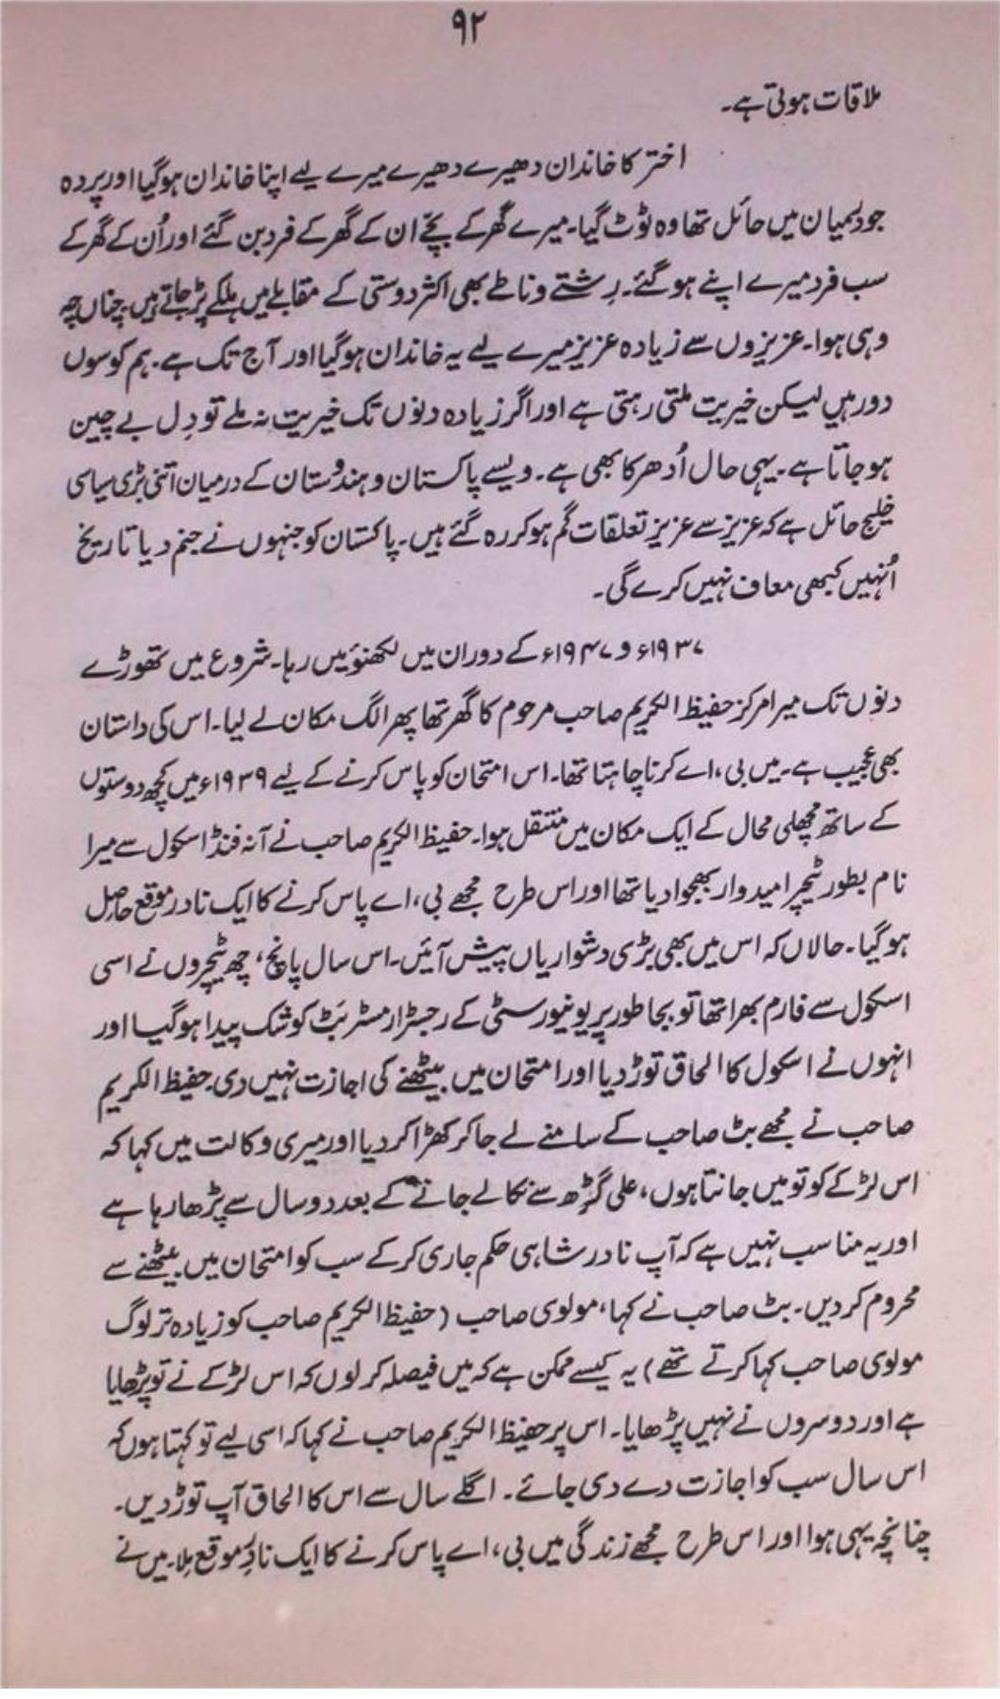 ۹۲
ملاقات ہوتی ہے۔
اختر کا خاندان دھیرے دھیرے میرے لیے اپنا خاندان ہوگیا اور پردہ
جو درمیان میں حائل تھا وہ ٹوٹ گیا۔ میرے گھر کے بچے ان کے گھر کے فرد بن گئے اور اُن کے گھر کے
سب فرد میرے اپنے ہوگئے۔ رشتے و ناطے بھی اکثر دوستی کے مقابلے میں ہلکے پڑجاتے ہیں چناں چہ
وہی ہوا۔ عزیزوں سے زیادہ عزیز میرے لیے یہ خاندان ہوگیا اور آج تک ہے۔ ہم کوسوں
دور ہیں لیکن خیریت ملتی رہتی ہے اور اگر زیادہ دنوں تک خیریت نہ ملے تو دِل بے چین
ہوجاتا ہے۔ یہی حال اُدھر کا بھی ہے۔ ویسے پاکستان و ہندوستان کے درمیان اتنی بڑی سیاسی
خلیج حائل ہے کہ عزیز سے عزیز تعلقات گم ہوکر رہ گئے ہیں۔ پاکستان کو جنہوں نے جنم دیا تاریخ
اُنہیں کبھی معاف نہیں کرے گی۔
۱۹۳۷ء و ۱۹۴۷ء کے دوران میں لکھنؤ میں رہا۔ شروع میں تھوڑے
دنوں تک میرا مرکز حفیظ الکریم صاحب مرحوم کا گھر تھا پھر الگ مکان لے لیا۔ اس کی داستان
بھی عجیب ہے۔ میں بی، اے کرنا چاہتا تھا۔ اس امتحان کو پاس کرنے کے لیے ۱۹۳۹ء میں کچھ دوستوں
کے ساتھ مچھلی محال کے ایک مکان میں منتقل ہوا۔ حفیظ الکریم صاحب نے آنہ فنڈ اسکول سے میرا
نام بطور ٹیچر امیدوار بھجوادیا تھا اور اس طرح مجھے بی، اے پاس کرنے کا ایک نادر موقع حاصِل
ہوگیا۔ حالاں کہ اس میں بھی بڑی دشواریاں پیش آئیں۔ اس سال پانچ، چھ ٹیچروں نے اسی
اسکول سے فارم بھرا تھا تو بجا طور پر یونیورسٹی کے رجسٹرار مسٹر بَٹ کو شک پیدا ہوگیا اور
انہوں نے اسکول کا الحاق توڑ دیا اور امتحان میں بیٹھنے کی اجازت نہیں دی۔ حفیظ الکریم
صاحب نے مجھے بٹ صاحب کے سامنے لے جاکر کھڑا کردیا اور میری وکالت میں کہا کہ
اس لڑکے کو تو میں جانتا ہوں، علی گڑھ سے نکالے جانے کے بعد دو سال سے پڑھا رہا ہے
اور یہ مناسب نہیں ہے کہ آپ نادر شاہی حکم جاری کرکے سب کو امتحان میں بیٹھنے سے
محروم کردیں۔ بٹ صاحب نے کہا، مولوی صاحب (حفیظ الکریم صاحب کو زیادہ تر لوگ
مولوی صاحب کہا کرتے تھے) یہ کیسے ممکن ہے کہ میں فیصلہ کرلوں کہ اس لڑکے نے تو پڑھایا
ہے اور دوسروں نے نہیں پڑھایا۔ اس پر حفیظ الکریم صاحب نے کہا کہ اسی لیے تو کہتا ہوں کہ
اس سال سب کو اجازت دے دی جائے۔ اگلے سال سے اس کا الحاق آپ توڑ دیں۔
چنانچہ یہی ہوا اور اس طرح مجھے زندگی میں بی، اے پاس کرنے کا ایک نادِر موقع مِلا۔ میں نے